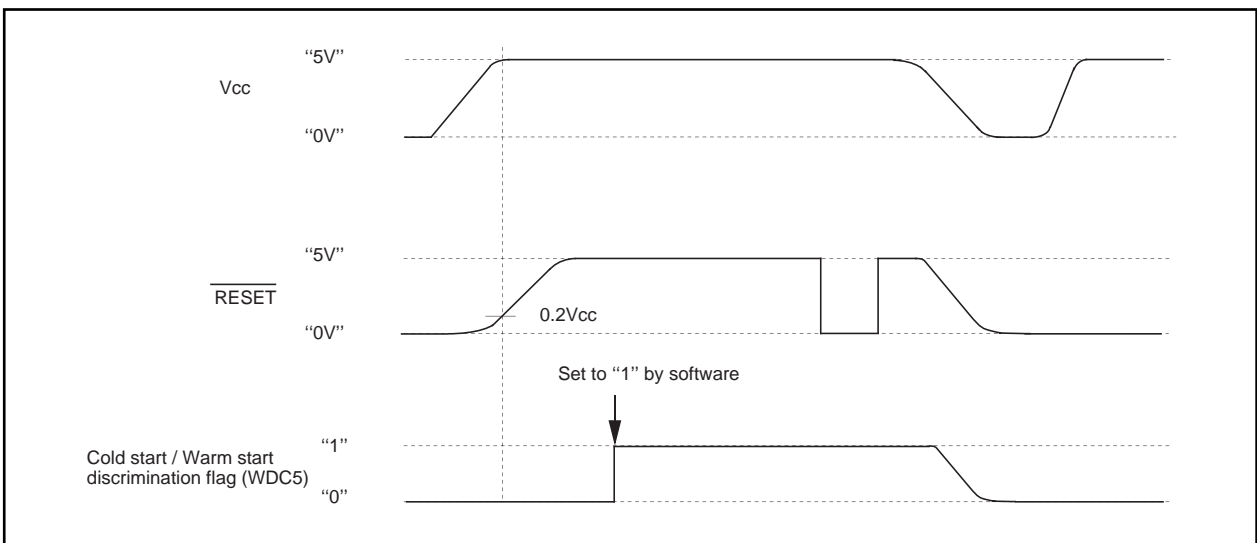 “5V”
Vcc
“0V”
“5V”
RESET
0.2Vcc
“0V”
Set to “1” by software
“1”
Cold start / Warm start
discrimination flag (WDC5)
“0”